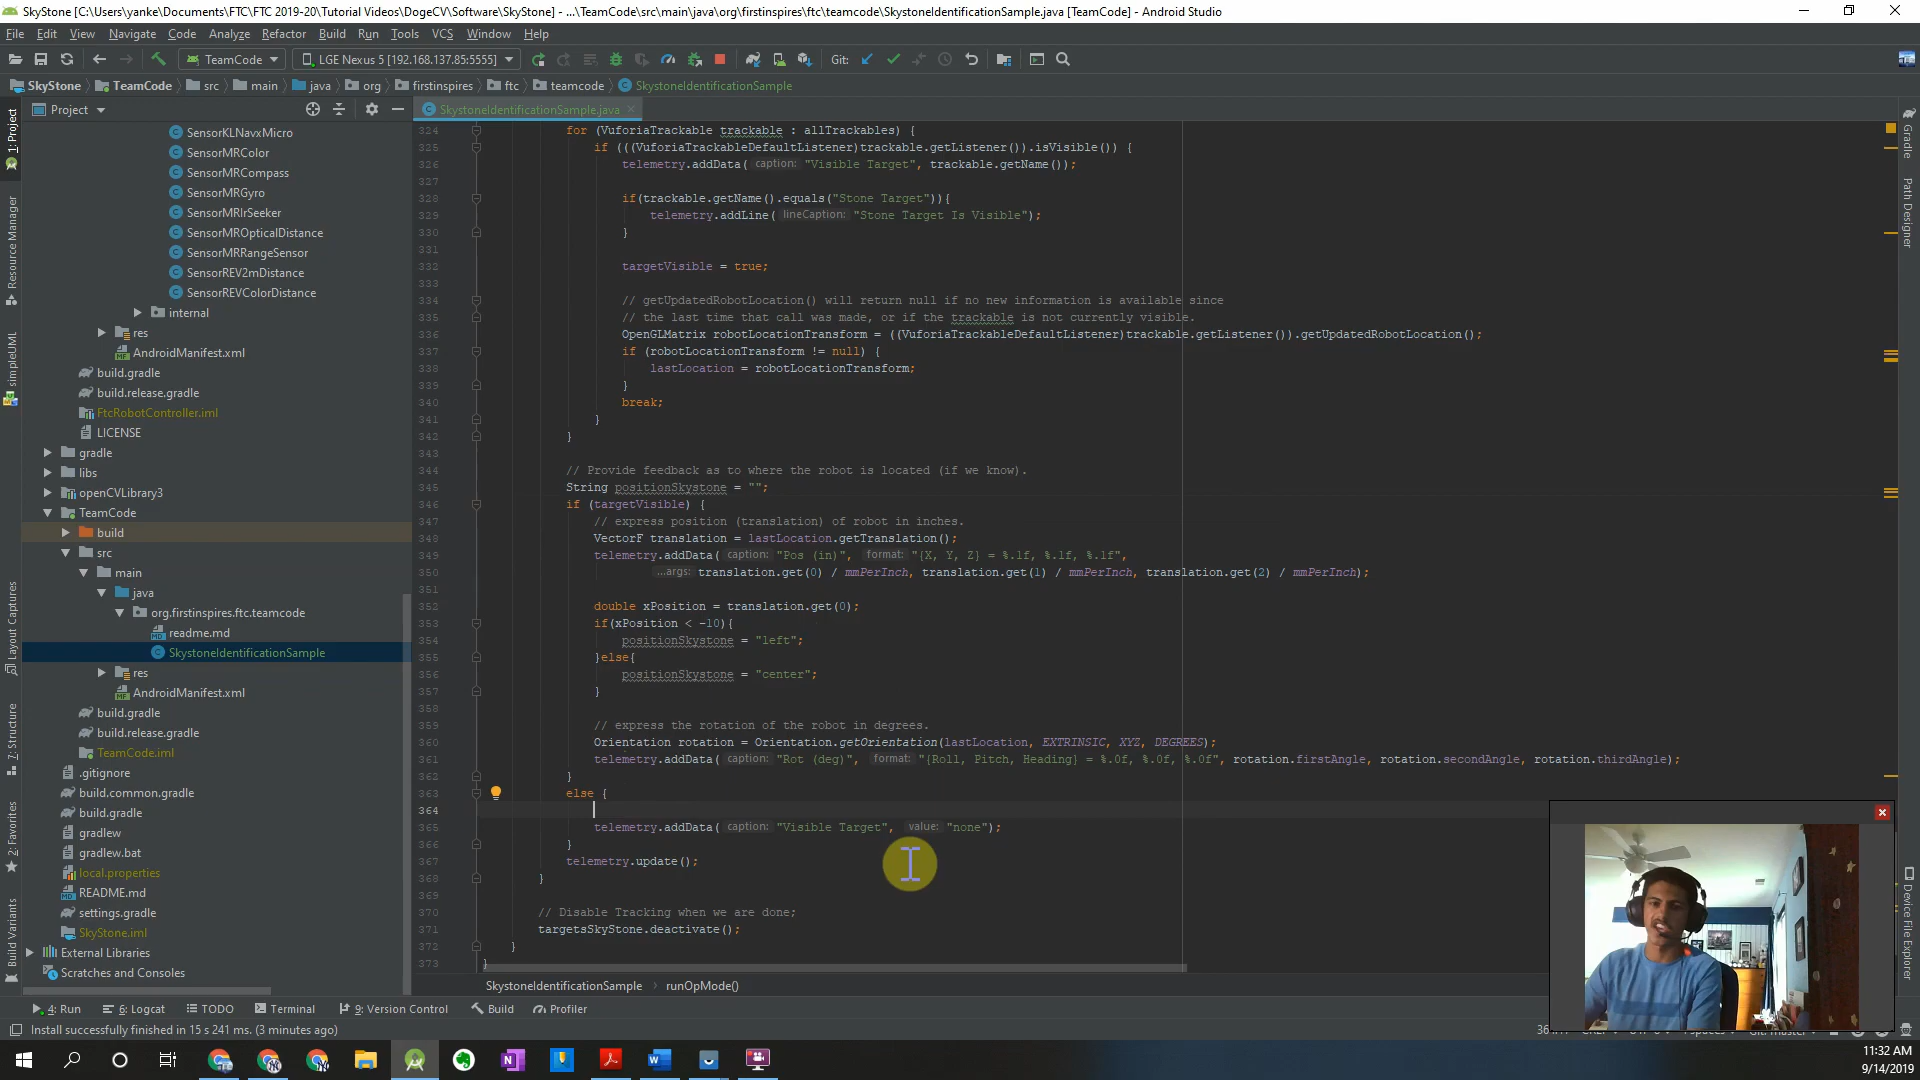 SkyStone [C:\Users\yanke\Documents\FTC\FTC 2019-20\Tutorial Videos\DogeCV\Software\SkyStone] - ...\TeamCode\src\main\java\org\firstinspires\ftc\teamcode\SkystoneIdentificationSample.java [TeamCode] - Android Studio
File Edit View Navigate Code Analyze Refactor Build Run Tools VCS Window Help
TeamCode LGE Nexus 5 [192.168.137.85:5555] Git:
SkyStone TeamCode src main java org firstinspires ftc teamcode SkystoneIdentificationSample
Project
SkystoneIdentificationSample.java
1: Project
Resource Manager
simpleUML
Layout Captures
7: Structure
2: Favorites
Build Variants
SensorKLNavxMicro
SensorMRColor
SensorMRCompass
SensorMRGyro
SensorMRIrSeeker
SensorMROpticalDistance
SensorMRRangeSensor
SensorREV2mDistance
SensorREVColorDistance
internal
res
AndroidManifest.xml
build.gradle
build.release.gradle
FtcRobotController.iml
LICENSE
gradle
libs
openCVLibrary3
TeamCode
build
src
main
java
org.firstinspires.ftc.teamcode
readme.md
SkystoneIdentificationSample
res
AndroidManifest.xml
build.gradle
build.release.gradle
TeamCode.iml
.gitignore
build.common.gradle
build.gradle
gradlew
gradlew.bat
local.properties
README.md
settings.gradle
SkyStone.iml
External Libraries
Scratches and Consoles
324 for (VuforiaTrackable trackable : allTrackables) {
325 if (((VuforiaTrackableDefaultListener)trackable.getListener()).isVisible()) {
326 telemetry.addData( caption: "Visible Target", trackable.getName());
327
328 if(trackable.getName().equals("Stone Target")){
329 telemetry.addLine( lineCaption: "Stone Target Is Visible");
330 }
331
332 targetVisible = true;
333
334 // getUpdatedRobotLocation() will return null if no new information is available since
335 // the last time that call was made, or if the trackable is not currently visible.
336 OpenGLMatrix robotLocationTransform = ((VuforiaTrackableDefaultListener)trackable.getListener()).getUpdatedRobotLocation();
337 if (robotLocationTransform != null) {
338 lastLocation = robotLocationTransform;
339 }
340 break;
341 }
342 }
343
344 // Provide feedback as to where the robot is located (if we know).
345 String positionSkystone = "";
346 if (targetVisible) {
347 // express position (translation) of robot in inches.
348 VectorF translation = lastLocation.getTranslation();
349 telemetry.addData( caption: "Pos (in)", format: "{X, Y, Z} = %.1f, %.1f, %.1f",
350 ...args: translation.get(0) / mmPerInch, translation.get(1) / mmPerInch, translation.get(2) / mmPerInch);
351
352 double xPosition = translation.get(0);
353 if(xPosition < -10){
354 positionSkystone = "left";
355 }else{
356 positionSkystone = "center";
357 }
358
359 // express the rotation of the robot in degrees.
360 Orientation rotation = Orientation.getOrientation(lastLocation, EXTRINSIC, XYZ, DEGREES);
361 telemetry.addData( caption: "Rot (deg)", format: "{Roll, Pitch, Heading} = %.0f, %.0f, %.0f", rotation.firstAngle, rotation.secondAngle, rotation.thirdAngle);
362 }
363 else {
364
365 telemetry.addData( caption: "Visible Target", value: "none");
366 }
367 telemetry.update();
368 }
369
370 // Disable Tracking when we are done;
371 targetsSkyStone.deactivate();
372 }
373 }
Gradle
Path Designer
Device File Explorer
SkystoneIdentificationSample runOpMode()
4: Run 6: Logcat TODO Terminal 9: Version Control Build Profiler
Install successfully finished in 15 s 241 ms. (3 minutes ago)
11:32 AM
9/14/2019